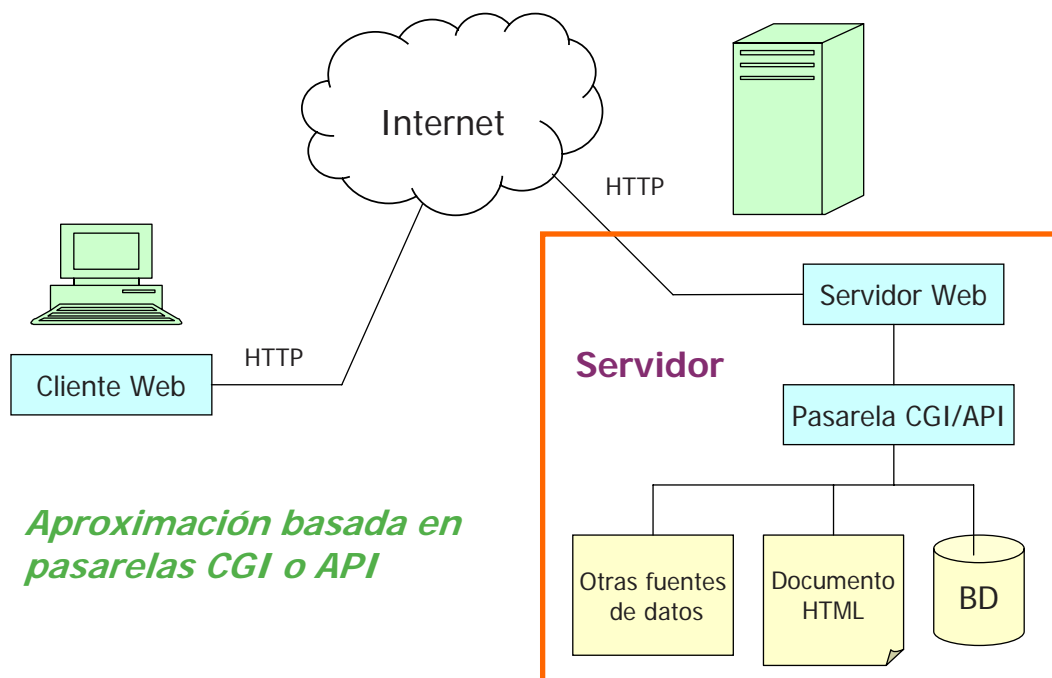 Internet
HTTP
Servidor Web
HTTP
Servidor
Cliente Web
Pasarela CGI/API
Aproximación basada en
pasarelas CGI o API
Otras fuentes
de datos
Documento
HTML
BD